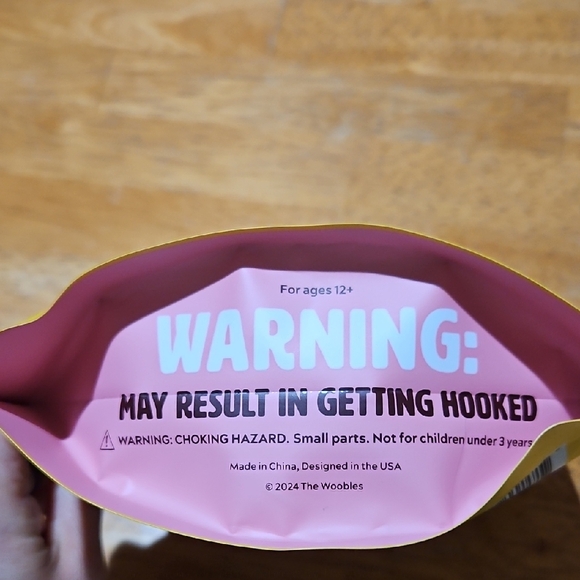 For ages 12+
WARNING:
MAY RESULT IN GETTING HOOKED
⚠ WARNING: CHOKING HAZARD. Small parts. Not for children under 3 years
Made in China, Designed in the USA
© 2024 The Woobles